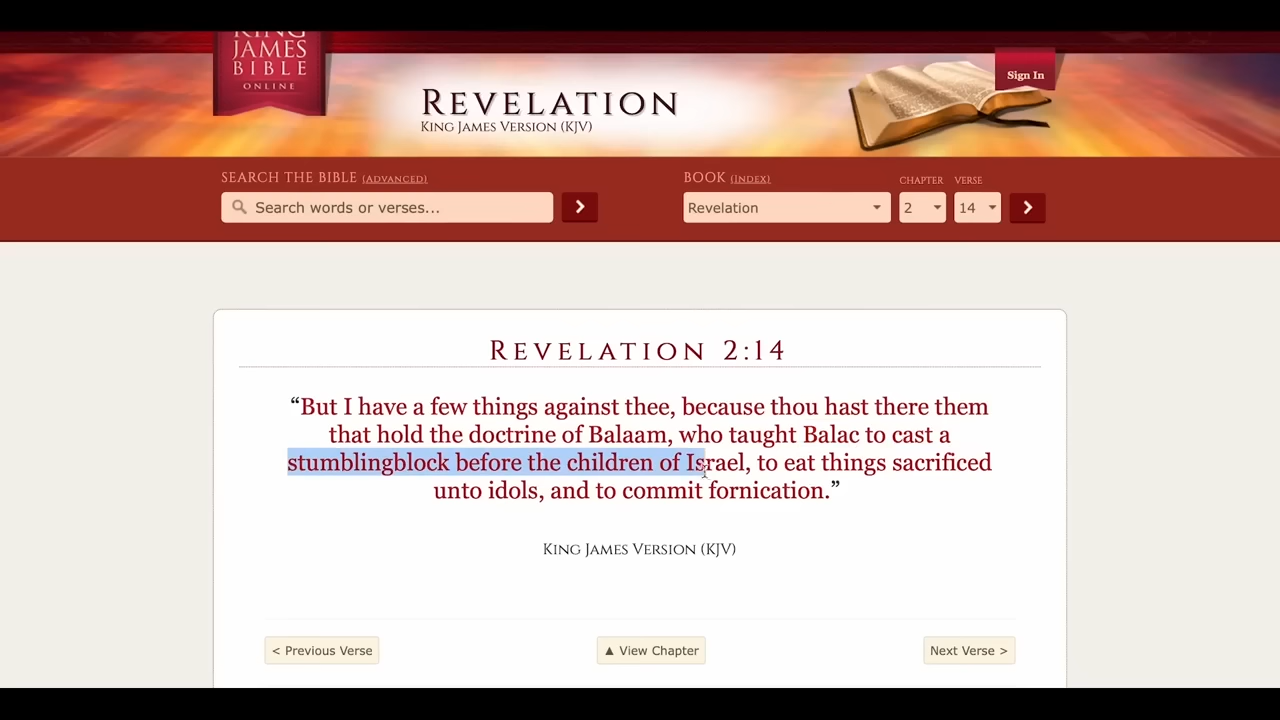 KING
JAMES
BIBLE
ONLINE
Sign In
REVELATION
KING JAMES VERSION (KJV)
SEARCH THE BIBLE (ADVANCED)
BOOK (INDEX)
CHAPTER
VERSE
Search words or verses...
Revelation
2
14
REVELATION 2:14
“But I have a few things against thee, because thou hast there them
that hold the doctrine of Balaam, who taught Balac to cast a
stumblingblock before the children of Israel, to eat things sacrificed
unto idols, and to commit fornication.”
KING JAMES VERSION (KJV)
< Previous Verse
▲ View Chapter
Next Verse >